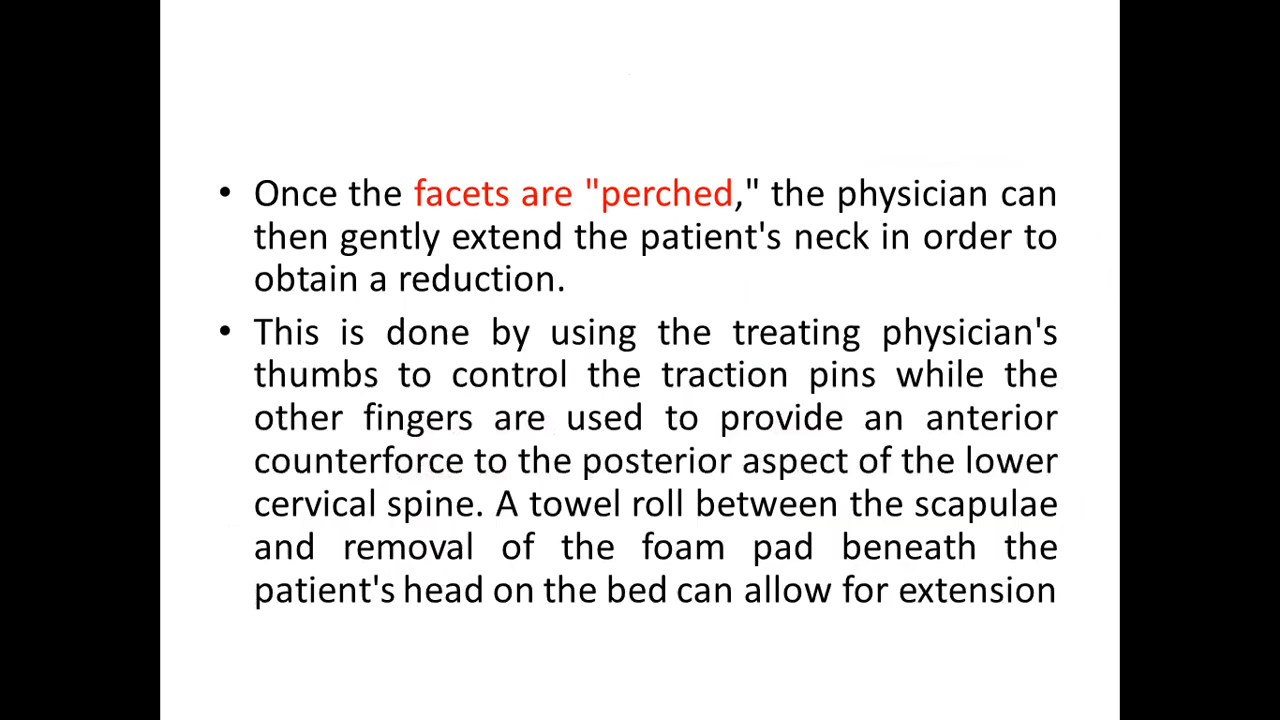 • Once the facets are "perched," the physician can
then gently extend the patient's neck in order to
obtain a reduction.
• This is done by using the treating physician's
thumbs to control the traction pins while the
other fingers are used to provide an anterior
counterforce to the posterior aspect of the lower
cervical spine. A towel roll between the scapulae
and removal of the foam pad beneath the
patient's head on the bed can allow for extension